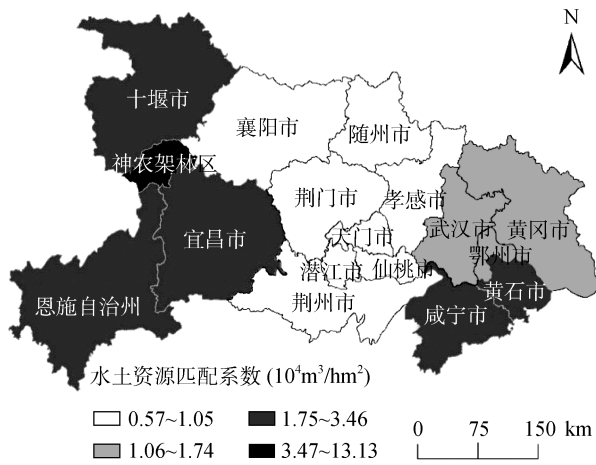 N
十堰市
襄阳市
随州市
神农架林区
荆门市
孝感市
宜昌市
武汉市
黄冈市
天门市
鄂州市
潜江市
仙桃市
恩施自治州
荆州市
黄石市
咸宁市
水土资源匹配系数 (10⁴m³/hm²)
0.57~1.05
1.75~3.46
1.06~1.74
3.47~13.13
0 75 150 km